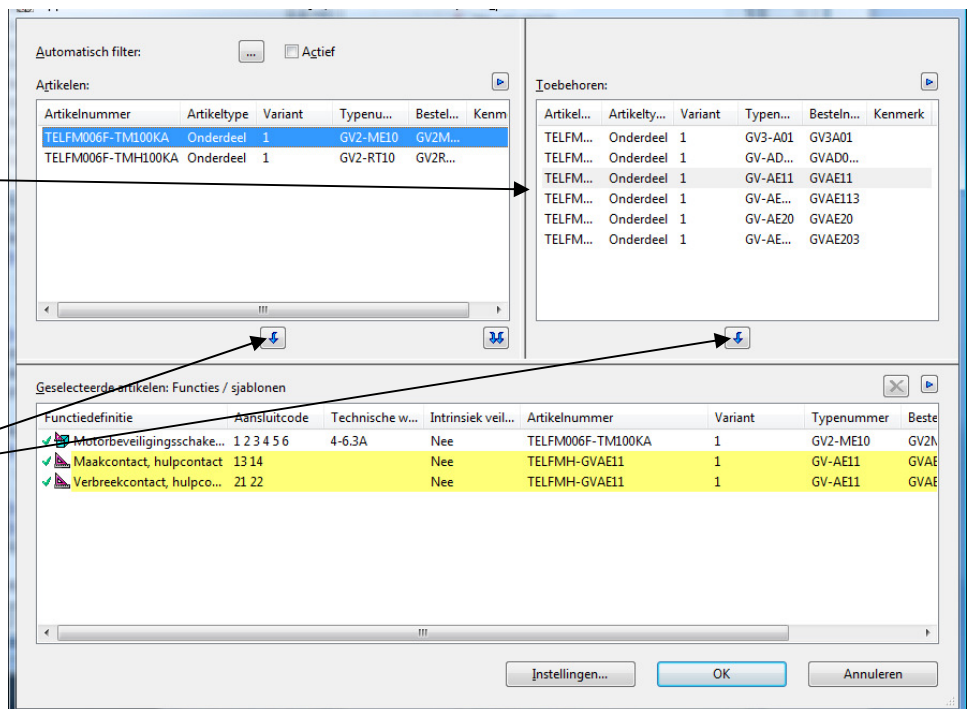 Automatisch filter: ... Actief
Artikelen:
Artikelnummer Artikeltype Variant Typenu... Bestel... Kenm
TELFM006F-TM100KA Onderdeel 1 GV2-ME10 GV2M...
TELFM006F-TMH100KA Onderdeel 1 GV2-RT10 GV2R...
Toebehoren:
Artikel... Artikelty... Variant Typen... Besteln... Kenmerk
TELFM... Onderdeel 1 GV3-A01 GV3A01
TELFM... Onderdeel 1 GV-AD... GVAD0...
TELFM... Onderdeel 1 GV-AE11 GVAE11
TELFM... Onderdeel 1 GV-AE... GVAE113
TELFM... Onderdeel 1 GV-AE20 GVAE20
TELFM... Onderdeel 1 GV-AE... GVAE203
Geselecteerde artikelen: Functies / sjablonen
Functiedefinitie Aansluitcode Technische w... Intrinsiek veil... Artikelnummer Variant Typenummer Beste
Motorbeveiligingsschake... 1 2 3 4 5 6 4-6.3A Nee TELFM006F-TM100KA 1 GV2-ME10 GV2M
Maakcontact, hulpcontact 13 14 Nee TELFMH-GVAE11 1 GV-AE11 GVAE
Verbreekcontact, hulpco... 21 22 Nee TELFMH-GVAE11 1 GV-AE11 GVAE
Instellingen... OK Annuleren